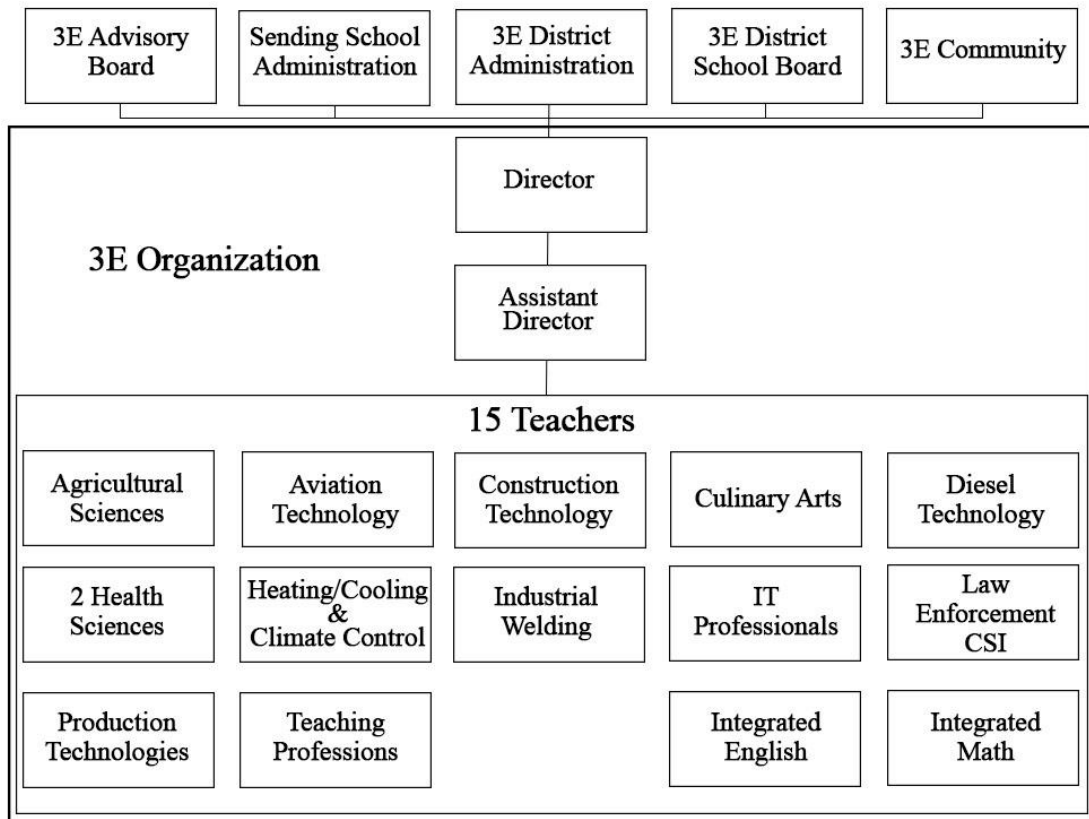 3E Advisory
Board
Sending School
Administration
3E District
Administration
3E District
School Board
3E Community
Director
3E Organization
Assistant
Director
15 Teachers
Agricultural
Sciences
Aviation
Technology
Construction
Technology
Culinary Arts
Diesel
Technology
2 Health
Sciences
Heating/Cooling
&
Climate Control
Industrial
Welding
IT
Professionals
Law
Enforcement
CSI
Production
Technologies
Teaching
Professions
Integrated
English
Integrated
Math